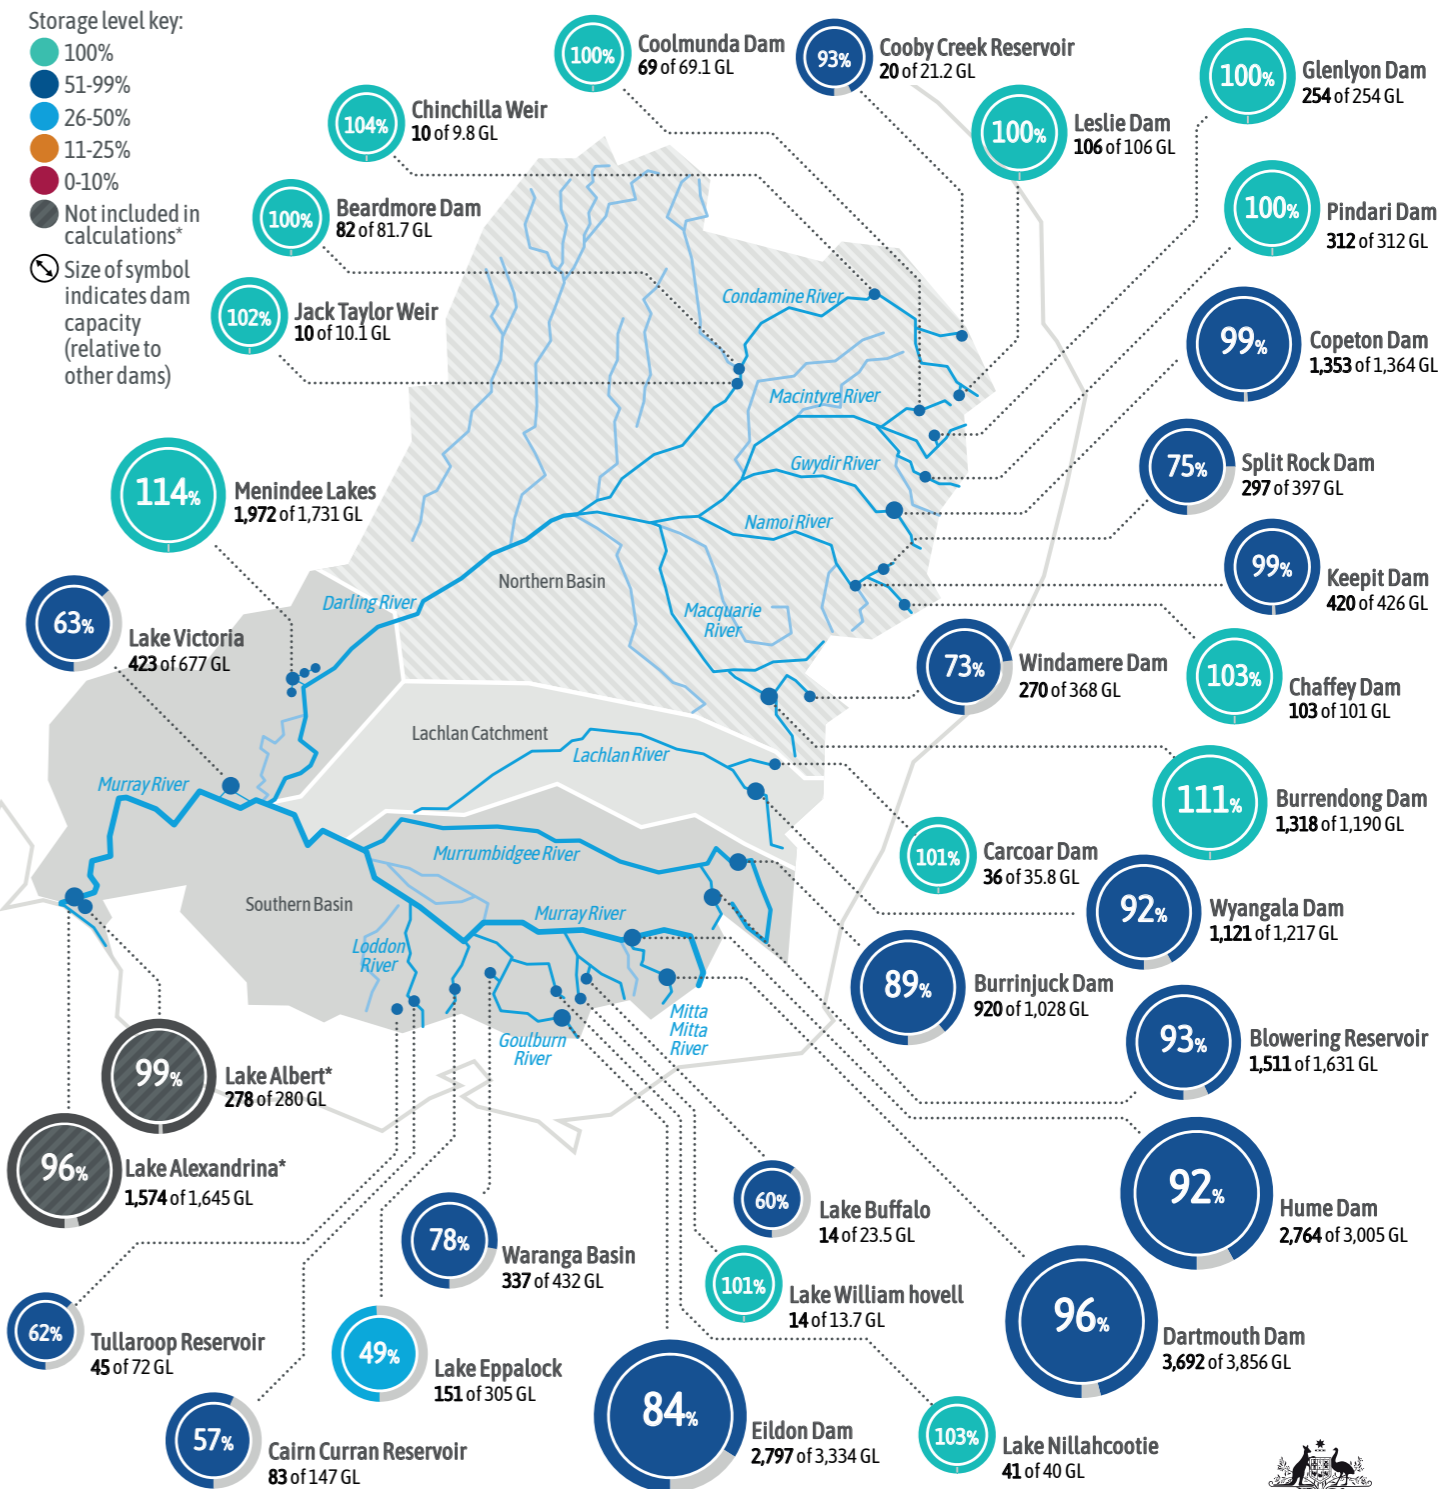 Storage level key:
100%
51-99%
26-50%
11-25%
0-10%
Not included in
calculations*
Size of symbol
indicates dam
capacity
(relative to
other dams)
100%
Coolmunda Dam
69 of 69.1 GL
93%
Cooby Creek Reservoir
20 of 21.2 GL
100%
Glenlyon Dam
254 of 254 GL
104%
Chinchilla Weir
10 of 9.8 GL
100%
Leslie Dam
106 of 106 GL
100%
Beardmore Dam
82 of 81.7 GL
100%
Pindari Dam
312 of 312 GL
102%
Jack Taylor Weir
10 of 10.1 GL
99%
Copeton Dam
1,353 of 1,364 GL
Condamine River
Macintyre River
Gwydir River
Namoi River
Macquarie
River
Northern Basin
Darling River
75%
Split Rock Dam
297 of 397 GL
114%
Menindee Lakes
1,972 of 1,731 GL
99%
Keepit Dam
420 of 426 GL
63%
Lake Victoria
423 of 677 GL
73%
Windamere Dam
270 of 368 GL
103%
Chaffey Dam
103 of 101 GL
Lachlan Catchment
Lachlan River
Murray River
111%
Burrendong Dam
1,318 of 1,190 GL
101%
Carcoar Dam
36 of 35.8 GL
Murrumbidgee River
Southern Basin
Murray River
92%
Wyangala Dam
1,121 of 1,217 GL
Loddon
River
Goulburn
River
Mitta
Mitta
River
89%
Burrinjuck Dam
920 of 1,028 GL
93%
Blowering Reservoir
1,511 of 1,631 GL
99%
Lake Albert*
278 of 280 GL
96%
Lake Alexandrina*
1,574 of 1,645 GL
92%
Hume Dam
2,764 of 3,005 GL
60%
Lake Buffalo
14 of 23.5 GL
78%
Waranga Basin
337 of 432 GL
101%
Lake William hovell
14 of 13.7 GL
96%
Dartmouth Dam
3,692 of 3,856 GL
62%
Tullaroop Reservoir
45 of 72 GL
49%
Lake Eppalock
151 of 305 GL
84%
Eildon Dam
2,797 of 3,334 GL
103%
Lake Nillahcootie
41 of 40 GL
57%
Cairn Curran Reservoir
83 of 147 GL